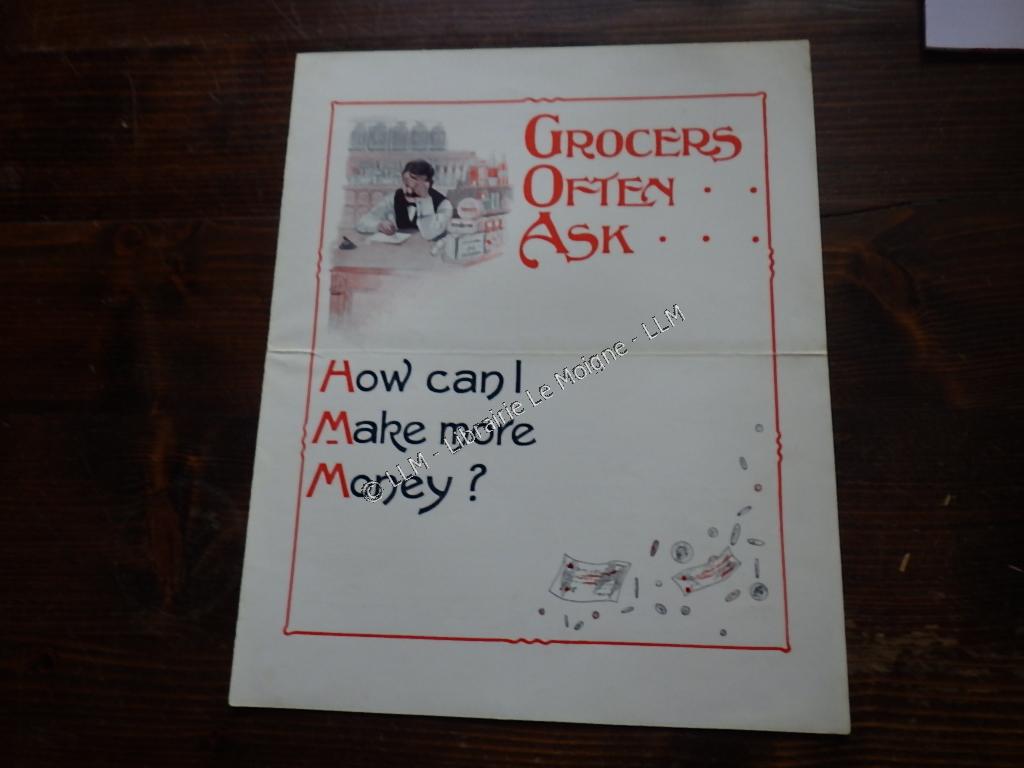 GROCERS
OFTEN . .
ASK . . .
How can I
Make more
Money ?
© LLM - Librairie Le Moigne - LLM